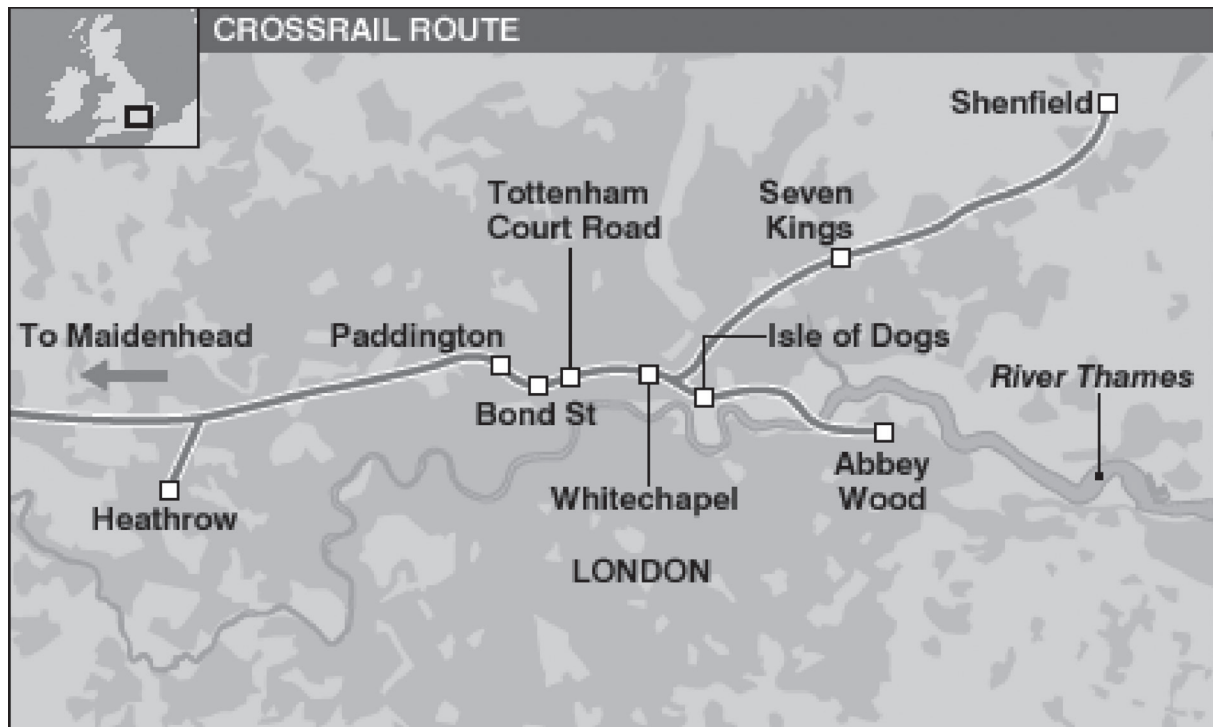 CROSSRAIL ROUTE
Shenfield
Tottenham
Court Road
Seven
Kings
To Maidenhead
Paddington
Isle of Dogs
River Thames
Bond St
Abbey
Wood
Whitechapel
Heathrow
LONDON